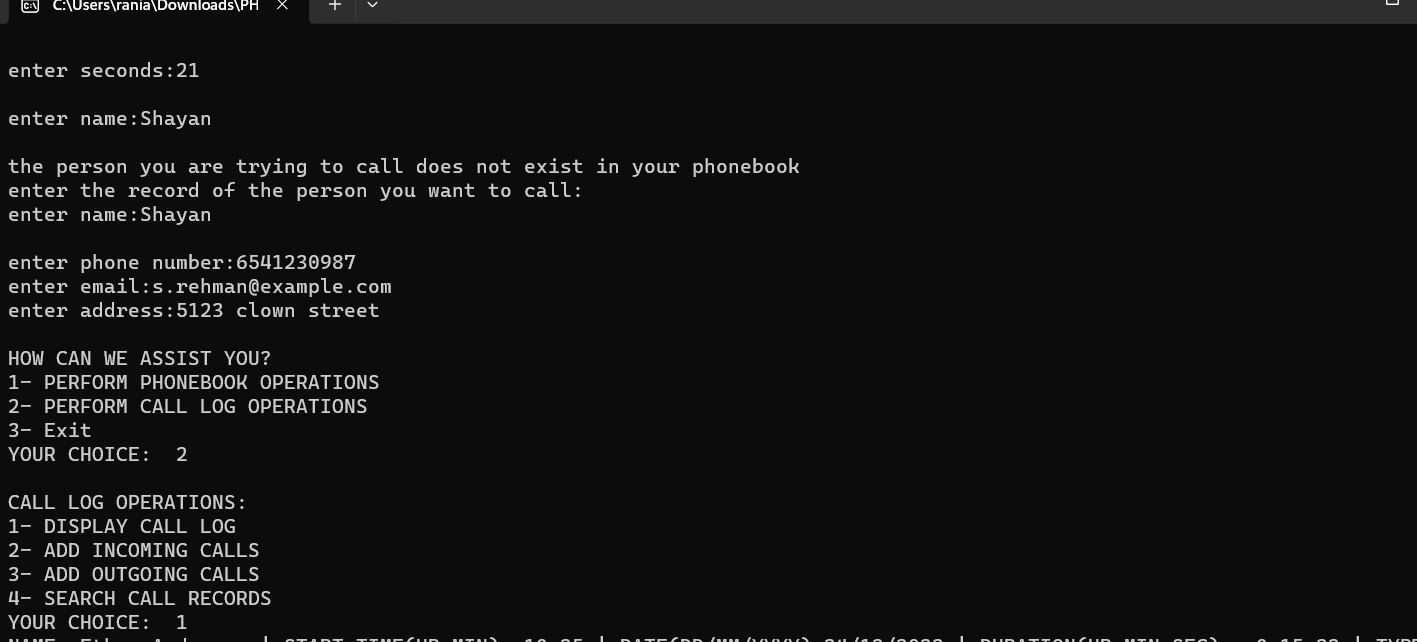 C:\Users\rania\Downloads\PH
enter seconds:21
enter name:Shayan
the person you are trying to call does not exist in your phonebook
enter the record of the person you want to call:
enter name:Shayan
enter phone number:6541230987
enter email:s.rehman@example.com
enter address:5123 clown street
HOW CAN WE ASSIST YOU?
1- PERFORM PHONEBOOK OPERATIONS
2- PERFORM CALL LOG OPERATIONS
3- Exit
YOUR CHOICE:  2
CALL LOG OPERATIONS:
1- DISPLAY CALL LOG
2- ADD INCOMING CALLS
3- ADD OUTGOING CALLS
4- SEARCH CALL RECORDS
YOUR CHOICE:  1